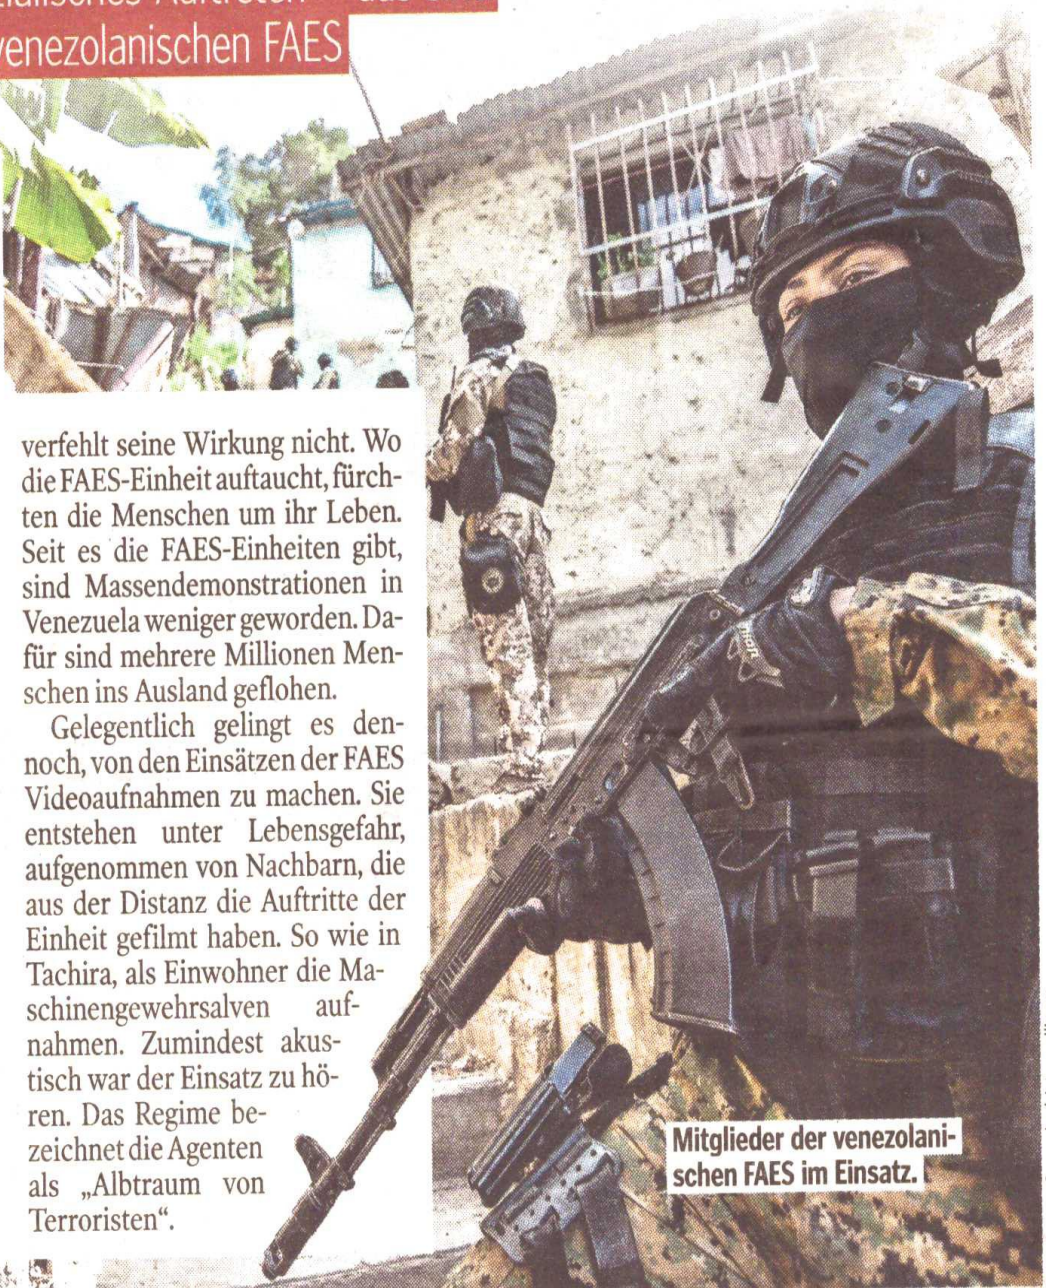 Auftreten
venezolanischen FAES
verfehlt seine Wirkung nicht. Wo
die FAES-Einheit auftaucht, fürch-
ten die Menschen um ihr Leben.
Seit es die FAES-Einheiten gibt,
sind Massendemonstrationen in
Venezuela weniger geworden. Da-
für sind mehrere Millionen Men-
schen ins Ausland geflohen.
Gelegentlich gelingt es den-
noch, von den Einsätzen der FAES
Videoaufnahmen zu machen. Sie
entstehen unter Lebensgefahr,
aufgenommen von Nachbarn, die
aus der Distanz die Auftritte der
Einheit gefilmt haben. So wie in
Tachira, als Einwohner die Ma-
schinengewehrsalven auf-
nahmen. Zumindest akus-
tisch war der Einsatz zu hö-
ren. Das Regime be-
zeichnet die Agenten
als „Albtraum von
Terroristen“.
Mitglieder der venezolani-
schen FAES im Einsatz.